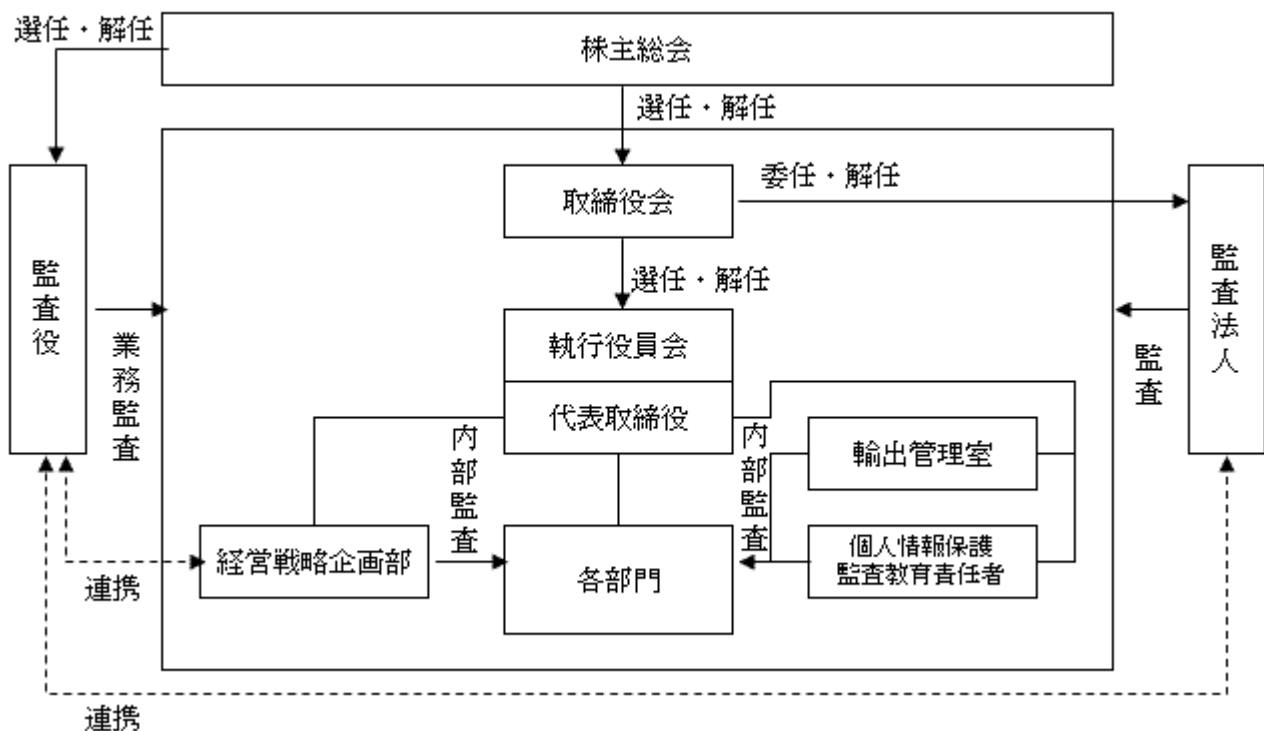 選任・解任
株主総会
選任・解任
取締役会
委任・解任
監査役
監査法人
選任・解任
業務監査
執行役員会
監査
代表取締役
内部監査
内部監査
輸出管理室
経営戦略企画部
各部門
個人情報保護
監査教育責任者
連携
連携